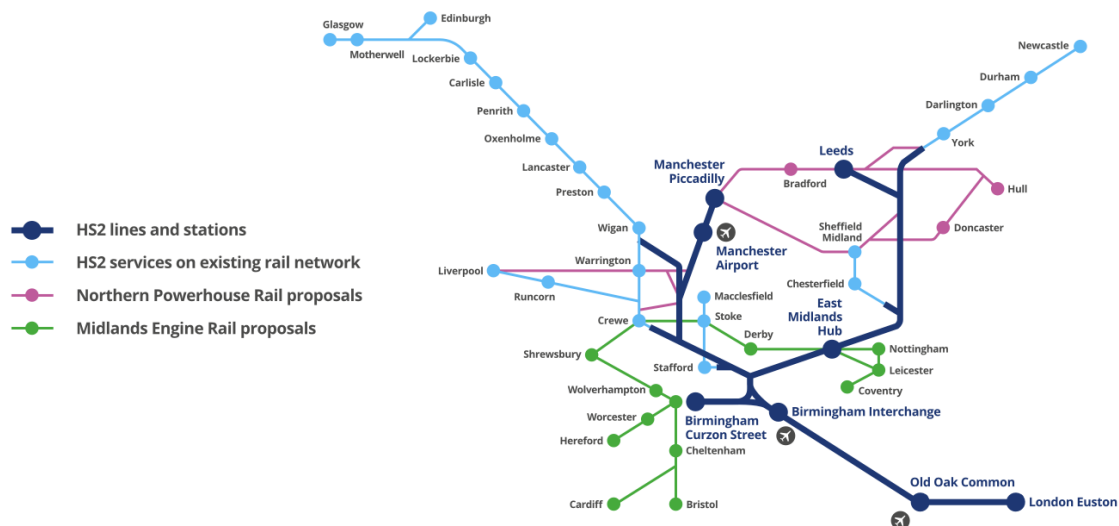 Edinburgh
Glasgow
Motherwell
Lockerbie
Carlisle
Penrith
Oxenholme
Lancaster
Preston
Wigan
Warrington
Liverpool
Runcorn
Crewe
Shrewsbury
Wolverhampton
Worcester
Hereford
Cheltenham
Cardiff
Bristol
Newcastle
Durham
Darlington
York
Leeds
Bradford
Manchester
Piccadilly
Manchester
Airport
Hull
Doncaster
Sheffield
Midland
Chesterfield
Macclesfield
Stoke
Stafford
Derby
East
Midlands
Hub
Nottingham
Leicester
Coventry
Birmingham
Curzon Street
Birmingham Interchange
Old Oak Common
London Euston
HS2 lines and stations
HS2 services on existing rail network
Northern Powerhouse Rail proposals
Midlands Engine Rail proposals